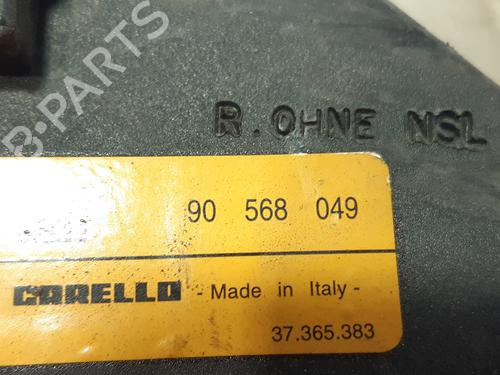 B-PARTS
R. OHNE NSL
90 568 049
CARELLO - Made in Italy -
37.365.383